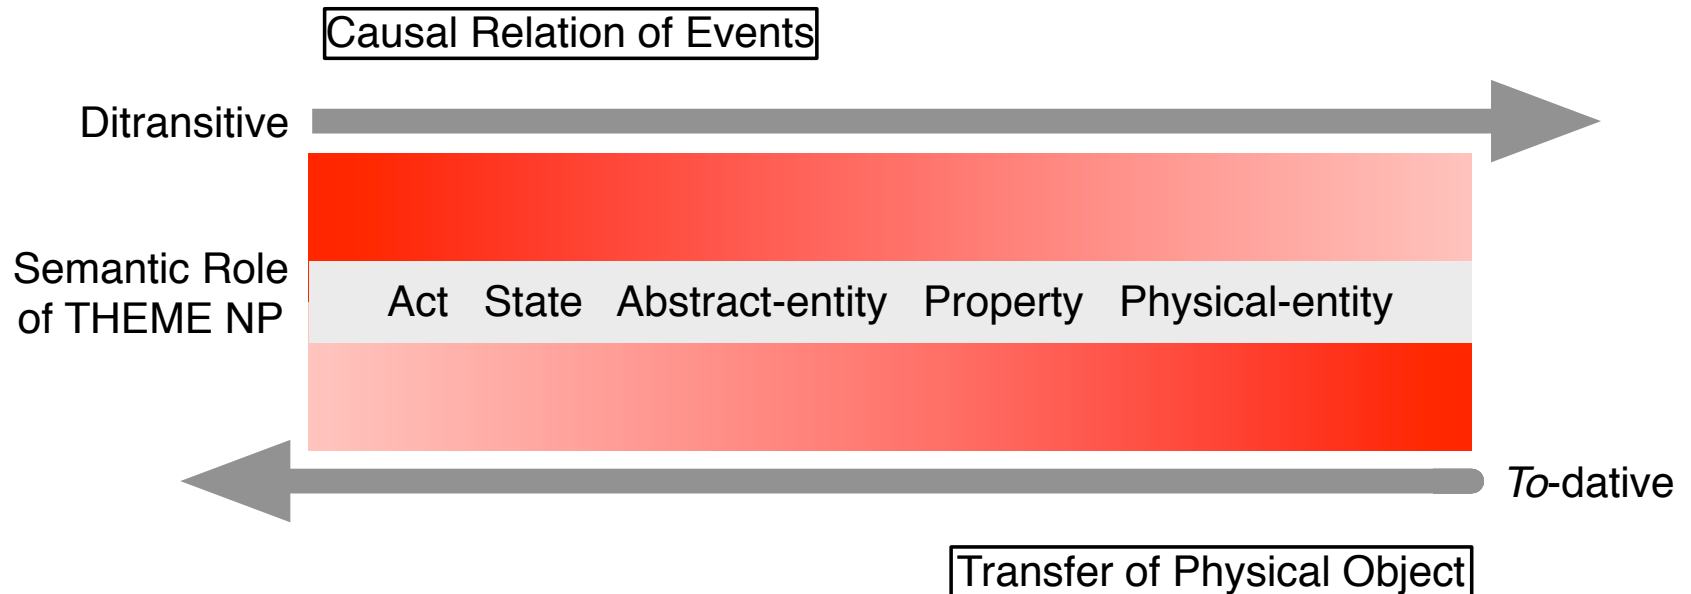 Causal Relation of Events
Ditransitive
Semantic Role
of THEME NP
Act State Abstract-entity Property Physical-entity
To-dative
Transfer of Physical Object